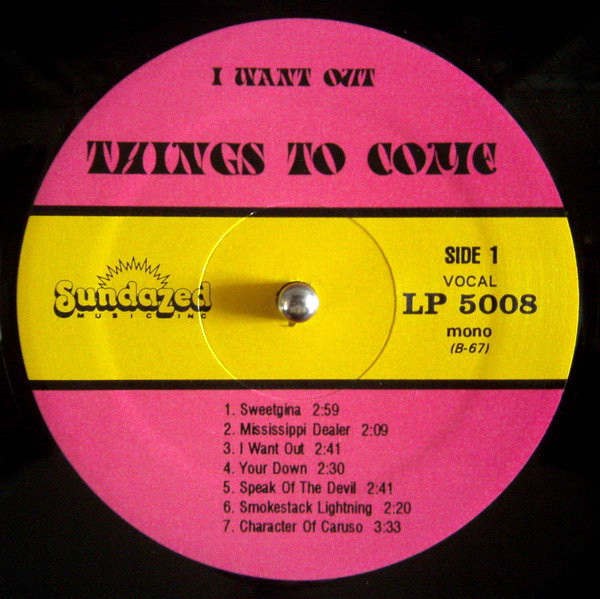 I WANT OUT
THINGS TO COME
SIDE 1
Sundazed
VOCAL
MUSIC, INC
LP 5008
mono
(B-67)
1. Sweetgina 2:59
2. Mississippi Dealer 2:09
3. I Want Out 2:41
4. Your Down 2:30
5. Speak Of The Devil 2:41
6. Smokestack Lightning 2:20
7. Character Of Caruso 3:33